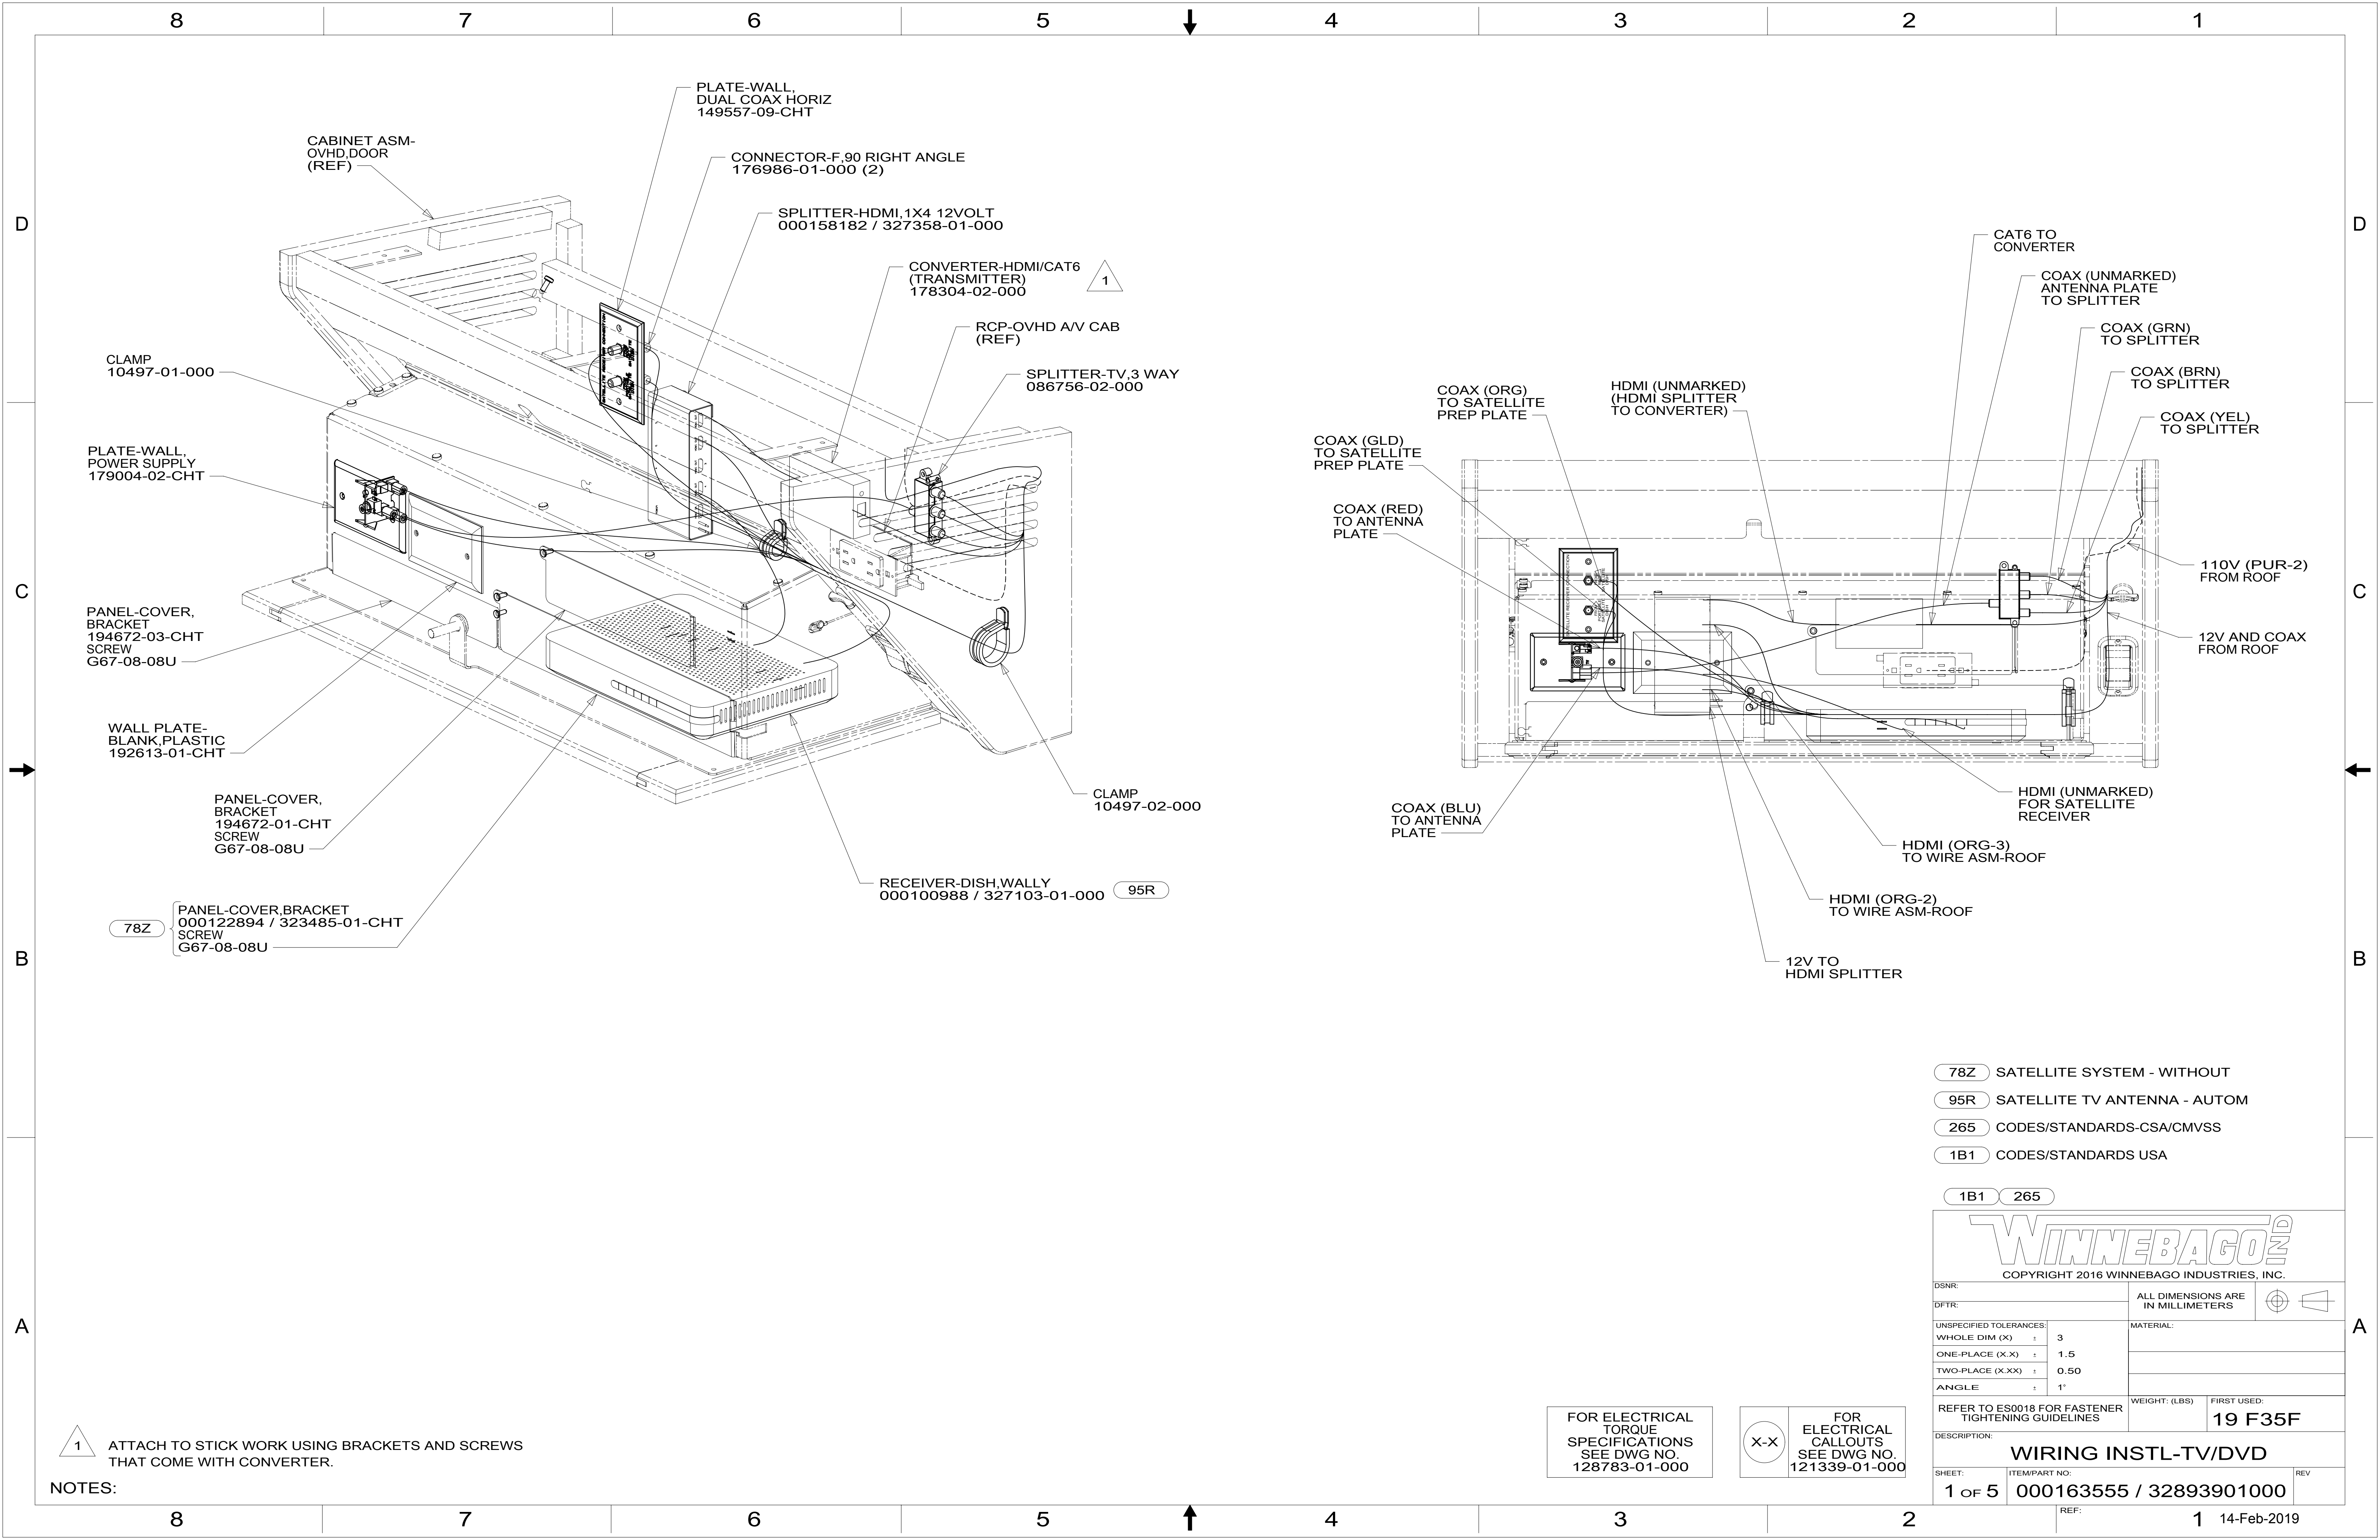 8 7 6 5 4 3 2 1
PLATE-WALL,
DUAL COAX HORIZ
149557-09-CHT
CABINET ASM-
OVHD,DOOR
(REF)
CONNECTOR-F,90 RIGHT ANGLE
176986-01-000 (2)
SPLITTER-HDMI,1X4 12VOLT
000158182 / 327358-01-000
CONVERTER-HDMI/CAT6
(TRANSMITTER)
178304-02-000
1
RCP-OVHD A/V CAB
(REF)
SPLITTER-TV,3 WAY
086756-02-000
CLAMP
10497-01-000
PLATE-WALL,
POWER SUPPLY
179004-02-CHT
PANEL-COVER,
BRACKET
194672-03-CHT
SCREW
G67-08-08U
WALL PLATE-
BLANK,PLASTIC
192613-01-CHT
PANEL-COVER,
BRACKET
194672-01-CHT
SCREW
G67-08-08U
78Z
PANEL-COVER,BRACKET
000122894 / 323485-01-CHT
SCREW
G67-08-08U
CLAMP
10497-02-000
RECEIVER-DISH,WALLY
000100988 / 327103-01-000
95R
CAT6 TO
CONVERTER
COAX (UNMARKED)
ANTENNA PLATE
TO SPLITTER
COAX (GRN)
TO SPLITTER
COAX (BRN)
TO SPLITTER
COAX (YEL)
TO SPLITTER
COAX (ORG)
TO SATELLITE
PREP PLATE
HDMI (UNMARKED)
(HDMI SPLITTER
TO CONVERTER)
COAX (GLD)
TO SATELLITE
PREP PLATE
COAX (RED)
TO ANTENNA
PLATE
110V (PUR-2)
FROM ROOF
12V AND COAX
FROM ROOF
COAX (BLU)
TO ANTENNA
PLATE
HDMI (UNMARKED)
FOR SATELLITE
RECEIVER
HDMI (ORG-3)
TO WIRE ASM-ROOF
HDMI (ORG-2)
TO WIRE ASM-ROOF
12V TO
HDMI SPLITTER
D D
C C
B B
A A
78Z SATELLITE SYSTEM - WITHOUT
95R SATELLITE TV ANTENNA - AUTOM
265 CODES/STANDARDS-CSA/CMVSS
1B1 CODES/STANDARDS USA
1B1 265
WINNEBAGO IND
COPYRIGHT 2016 WINNEBAGO INDUSTRIES, INC.
DSNR:
DFTR:
ALL DIMENSIONS ARE
IN MILLIMETERS
UNSPECIFIED TOLERANCES:
WHOLE DIM (X) ± 3
ONE-PLACE (X.X) ± 1.5
TWO-PLACE (X.XX) ± 0.50
ANGLE ± 1°
MATERIAL:
REFER TO ES0018 FOR FASTENER
TIGHTENING GUIDELINES
WEIGHT: (LBS)
FIRST USED:
19 F35F
DESCRIPTION:
WIRING INSTL-TV/DVD
SHEET:
1 OF 5
ITEM/PART NO:
000163555 / 32893901000
REV
REF:
14-Feb-2019
FOR ELECTRICAL
TORQUE
SPECIFICATIONS
SEE DWG NO.
128783-01-000
X-X
FOR
ELECTRICAL
CALLOUTS
SEE DWG NO.
121339-01-000
1 ATTACH TO STICK WORK USING BRACKETS AND SCREWS
THAT COME WITH CONVERTER.
NOTES:
8 7 6 5 4 3 2 1